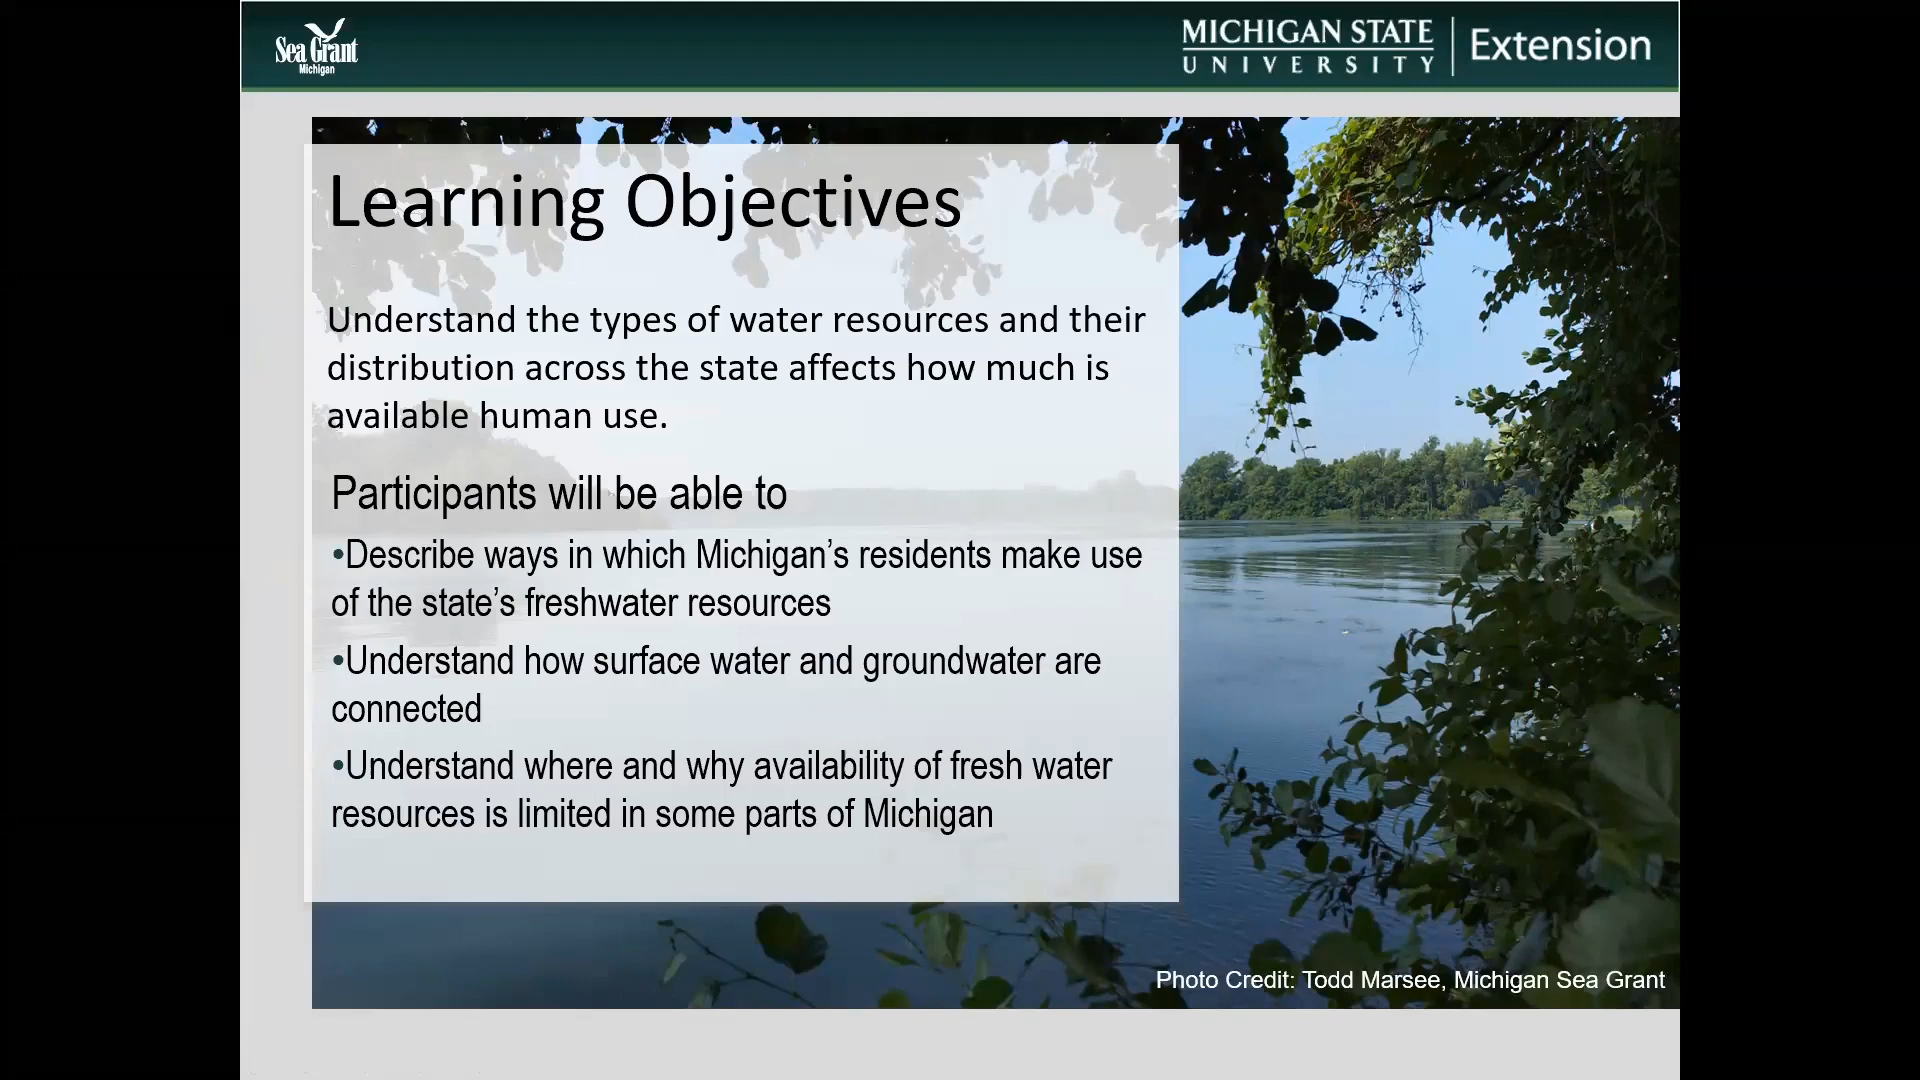 Sea Grant
Michigan
MICHIGAN STATE
UNIVERSITY
Extension
Learning Objectives
Understand the types of water resources and their
distribution across the state affects how much is
available human use.
Participants will be able to
•Describe ways in which Michigan’s residents make use
of the state’s freshwater resources
•Understand how surface water and groundwater are
connected
•Understand where and why availability of fresh water
resources is limited in some parts of Michigan
Photo Credit: Todd Marsee, Michigan Sea Grant